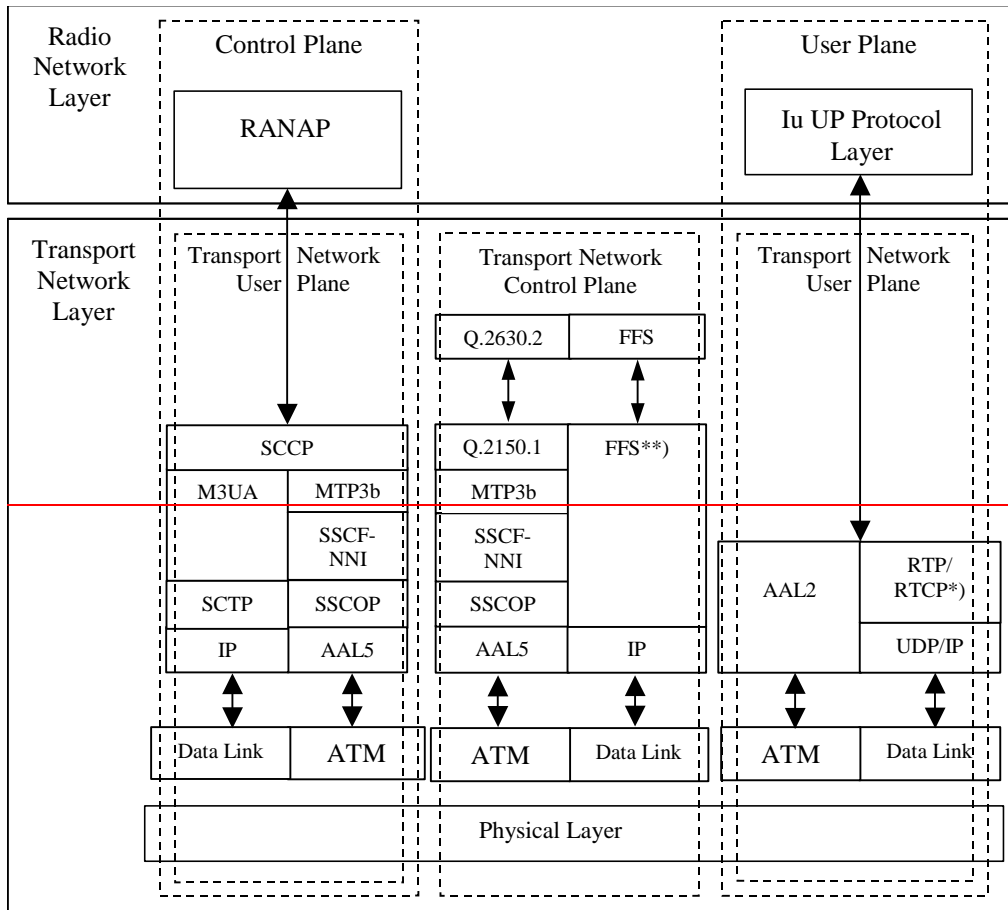 Radio
Network
Layer
Control Plane
User Plane
RANAP
Iu UP Protocol
Layer
Transport
Network
Layer
Transport Network
User Plane
Transport Network
Control Plane
Transport Network
User Plane
Q.2630.2
FFS
SCCP
M3UA
MTP3b
SSCF-
NNI
SCTP
SSCOP
IP
AAL5
Q.2150.1
FFS**)
MTP3b
SSCF-
NNI
SSCOP
AAL5
IP
AAL2
RTP/
RTCP*)
UDP/IP
Data Link
ATM
ATM
Data Link
ATM
Data Link
Physical Layer